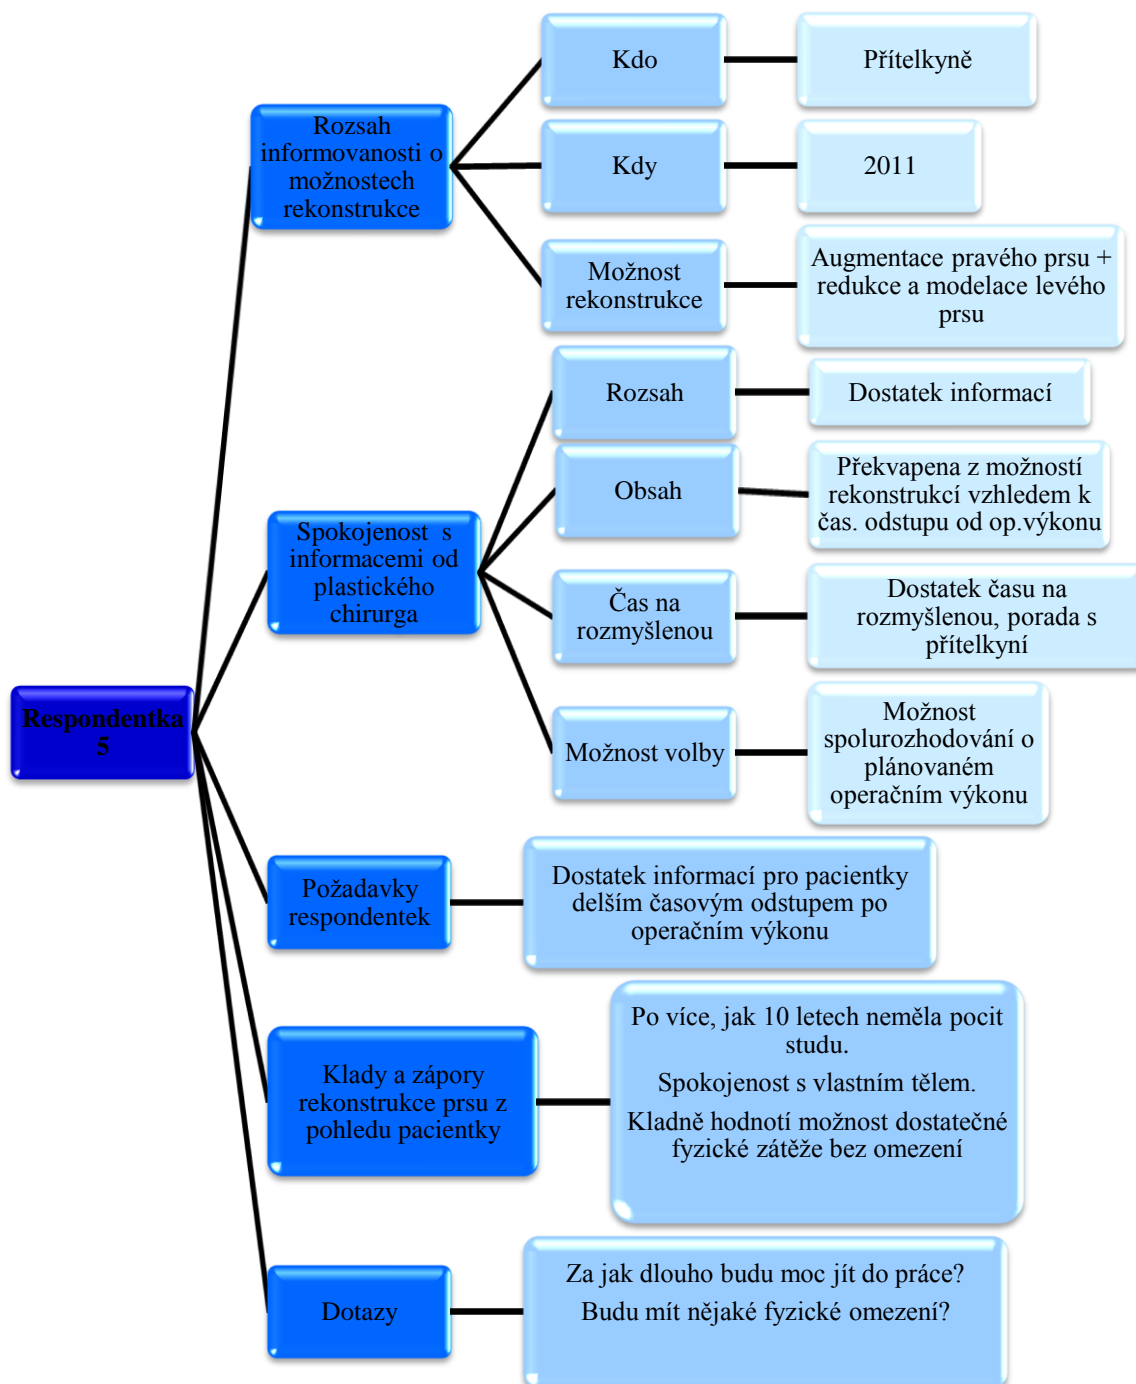 Respondentka
5
Rozsah
informovanosti o
možnostech
rekonstrukce
Kdo
Přítelkyně
Kdy
2011
Možnost
rekonstrukce
Augmentace pravého prsu +
redukce a modelace levého
prsu
Spokojenost s
informacemi od
plastického
chirurga
Rozsah
Dostatek informací
Obsah
Překvapena z možností
rekonstrukcí vzhledem k
čas. odstupu od op.výkonu
Čas na
rozmyšlenou
Dostatek času na
rozmyšlenou, porada s
přítelkyní
Možnost volby
Možnost
spolurozhodování o
plánovaném
operačním výkonu
Požadavky
respondentek
Dostatek informací pro pacientky
delším časovým odstupem po
operačním výkonu
Klady a zápory
rekonstrukce prsu z
pohledu pacientky
Po více, jak 10 letech neměla pocit
studu.
Spokojenost s vlastním tělem.
Kladně hodnotí možnost dostatečné
fyzické zátěže bez omezení
Dotazy
Za jak dlouho budu moc jít do práce?
Budu mít nějaké fyzické omezení?